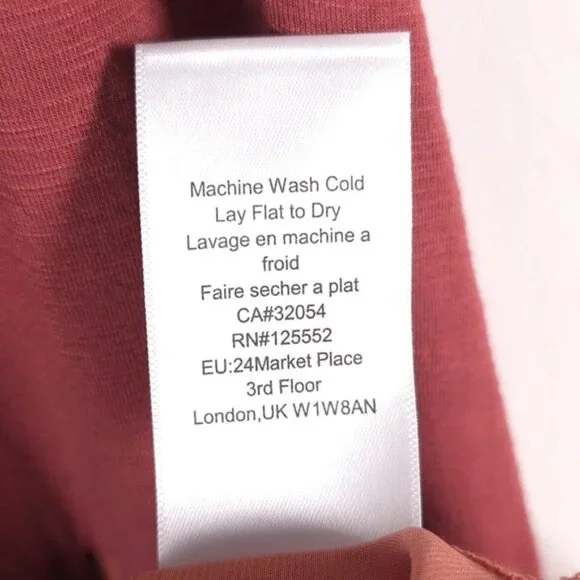 Machine Wash Cold
Lay Flat to Dry
Lavage en machine a
froid
Faire secher a plat
CA#32054
RN#125552
EU:24Market Place
3rd Floor
London,UK W1W8AN